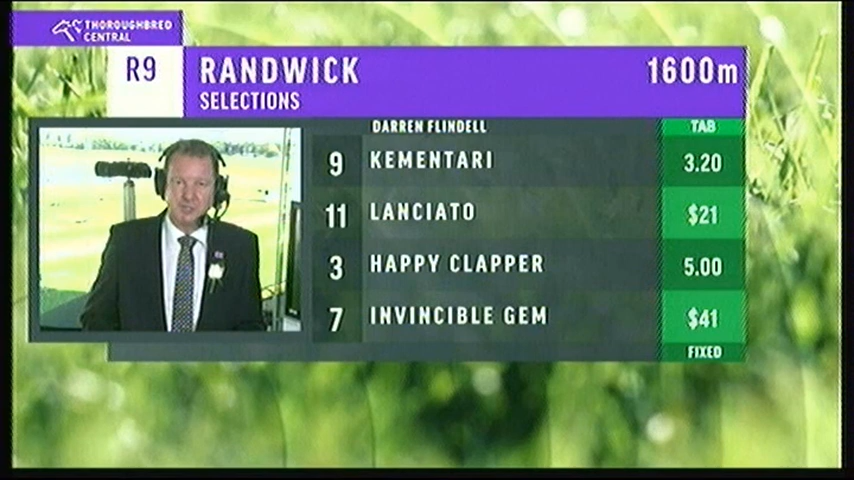 THOROUGHBRED
CENTRAL
R9
RANDWICK
1600m
SELECTIONS
DARREN FLINDELL
TAB
9 KEMENTARI 3.20
11 LANCIATO $21
3 HAPPY CLAPPER 5.00
7 INVINCIBLE GEM $41
FIXED